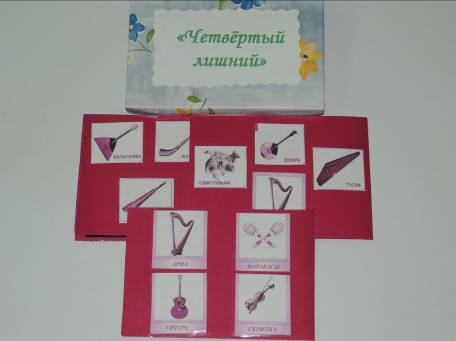 «Четвёртый
лишний»
БАЛАЛАЙКА
СВИСТУЛЬКИ
ДОМРА
ГУСЛИ
АРФА
МАРАКАСЫ
ГИТАРА
СКРИПКА